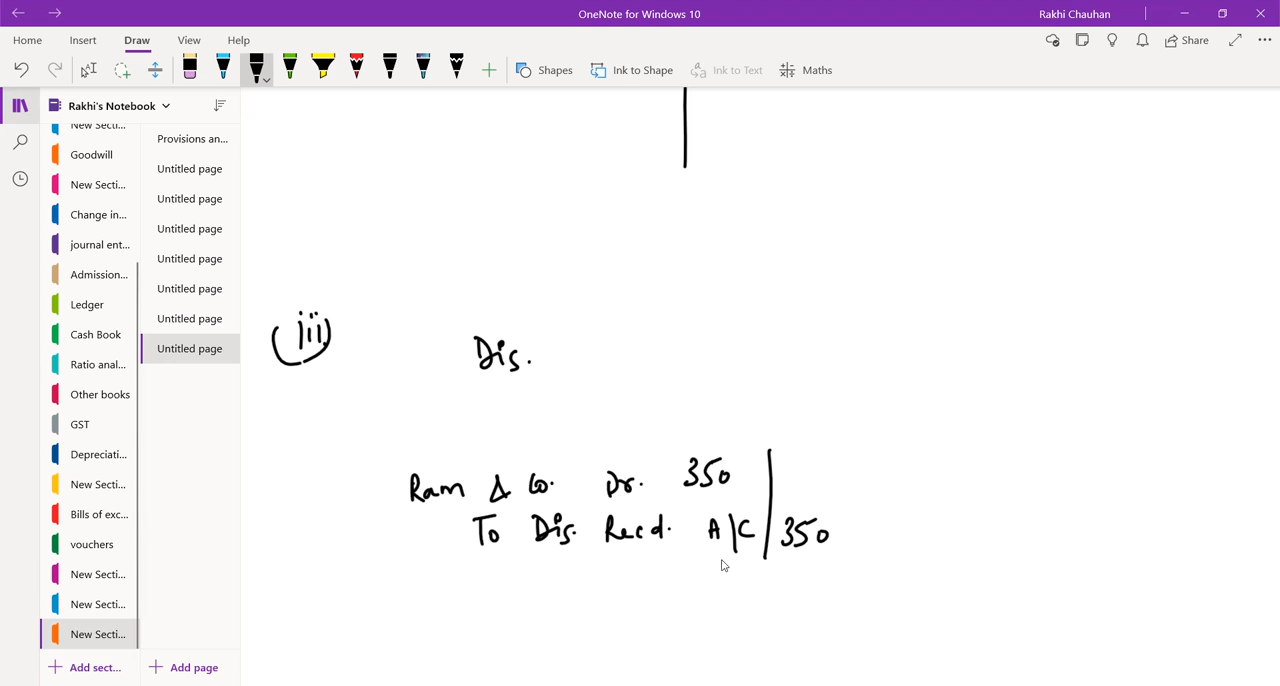 OneNote for Windows 10
Rakhi Chauhan
Home Insert Draw View Help
Share
Shapes Ink to Shape Ink to Text Maths
Rakhi's Notebook
New Secti...
Goodwill
New Secti...
Change in...
journal ent...
Admission...
Ledger
Cash Book
Ratio anal...
Other books
GST
Depreciati...
New Secti...
Bills of exc...
vouchers
New Secti...
New Secti...
New Secti...
Add sect...
Provisions an...
Untitled page
Untitled page
Untitled page
Untitled page
Untitled page
Untitled page
Untitled page
Add page
(iii)
Dis.
Ram & Co. Dr. 350
To Dis. Recd. A/C 350